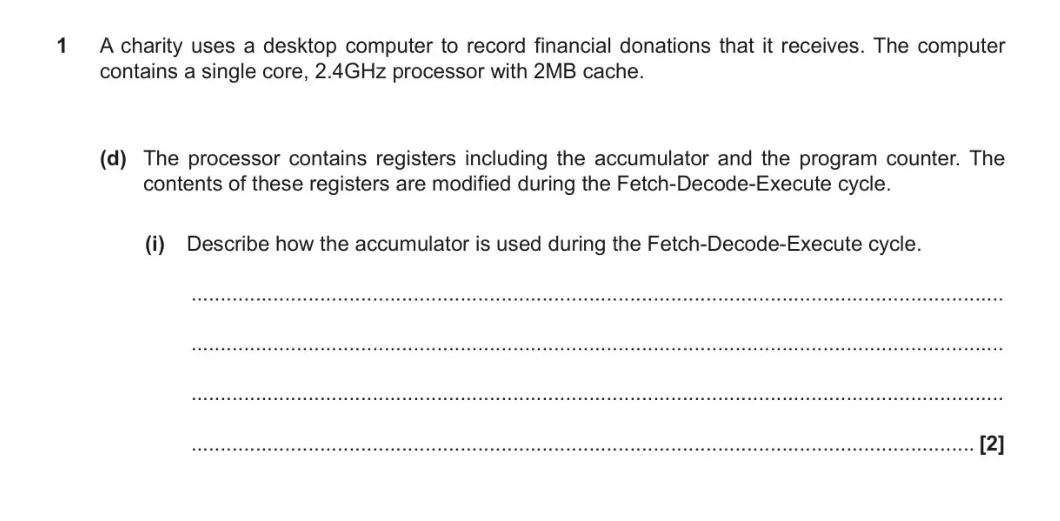 1 A charity uses a desktop computer to record financial donations that it receives. The computer
contains a single core, 2.4GHz processor with 2MB cache.
(d) The processor contains registers including the accumulator and the program counter. The
contents of these registers are modified during the Fetch-Decode-Execute cycle.
(i) Describe how the accumulator is used during the Fetch-Decode-Execute cycle.
[2]